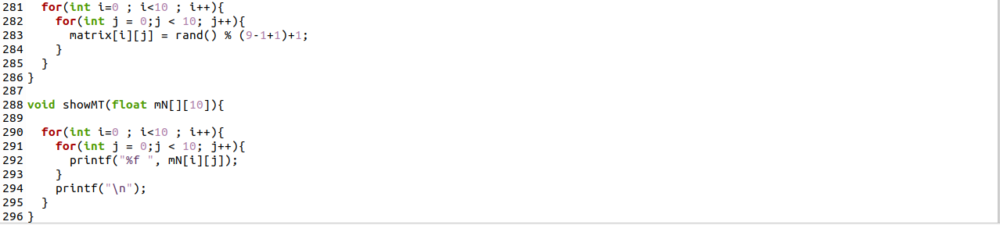 281   for(int i=0 ; i<10 ; i++){
282     for(int j = 0;j < 10; j++){
283       matrix[i][j] = rand() % (9-1+1)+1;
284     }
285   }
286 }
287
288 void showMT(float mN[][10]){
289
290   for(int i=0 ; i<10 ; i++){
291     for(int j = 0;j < 10; j++){
292       printf("%f ", mN[i][j]);
293     }
294     printf("\n");
295   }
296 }